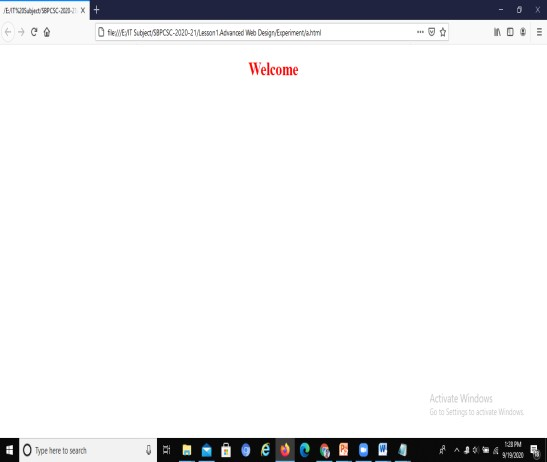 /E:/IT%20Subject/SBPCSC-2020-21
file:///E:/IT Subject/SBPCSC-2020-21/Lesson1.Advanced Web Design/Experiment/a.html
Welcome
Activate Windows
Go to Settings to activate Windows.
Type here to search
1:28 PM
9/19/2020